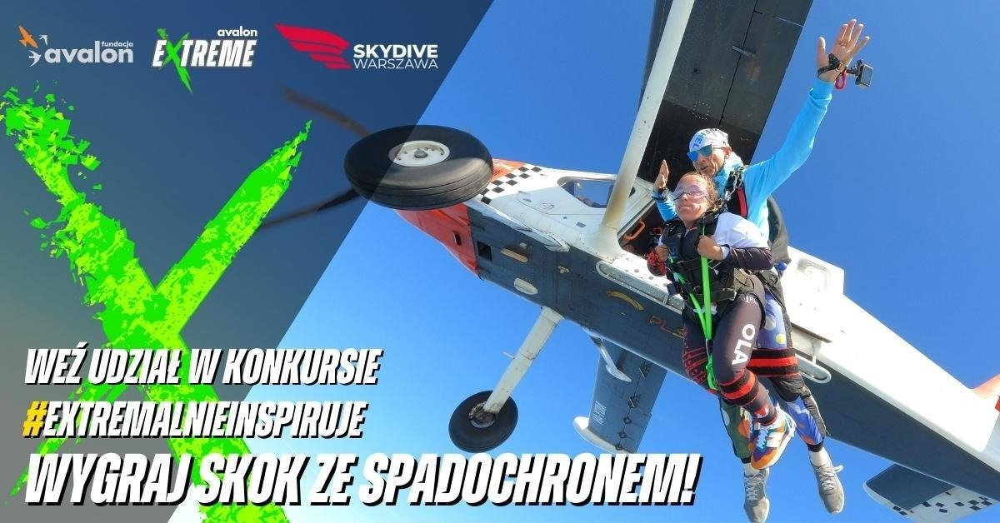 fundacja
avalon
avalon
EXTREME
SKYDIVE
WARSZAWA
OLA
WEŹ UDZIAŁ W KONKURSIE
#EXTREMALNIEINSPIRUJE
WYGRAJ SKOK ZE SPADOCHRONEM!